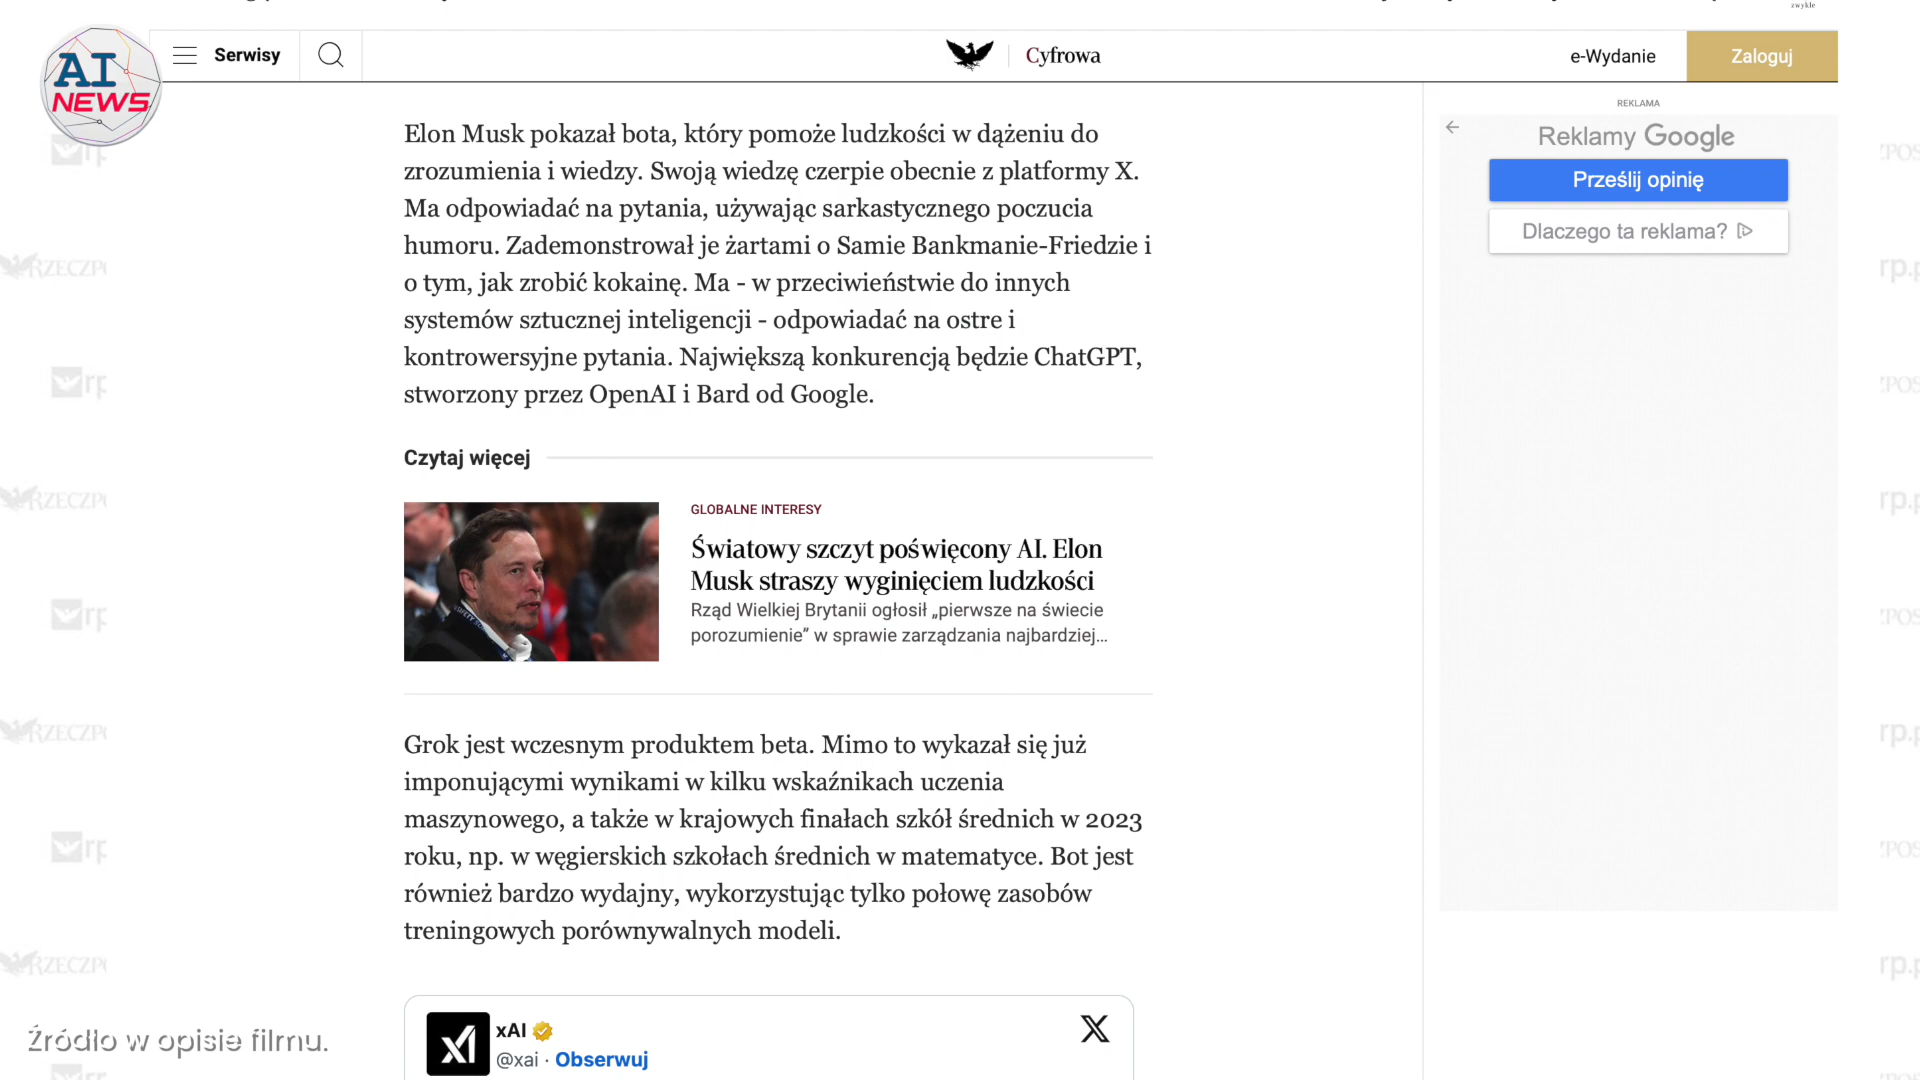 zwykle
AI
NEWS
Serwisy
Cyfrowa
e-Wydanie
Zaloguj
REKLAMA
Reklamy Google
Prześlij opinię
Dlaczego ta reklama?
Elon Musk pokazał bota, który pomoże ludzkości w dążeniu do
zrozumienia i wiedzy. Swoją wiedzę czerpie obecnie z platformy X.
Ma odpowiadać na pytania, używając sarkastycznego poczucia
humoru. Zademonstrował je żartami o Samie Bankmanie-Friedzie i
o tym, jak zrobić kokainę. Ma - w przeciwieństwie do innych
systemów sztucznej inteligencji - odpowiadać na ostre i
kontrowersyjne pytania. Największą konkurencją będzie ChatGPT,
stworzony przez OpenAI i Bard od Google.
Czytaj więcej
GLOBALNE INTERESY
Światowy szczyt poświęcony AI. Elon
Musk straszy wyginięciem ludzkości
Rząd Wielkiej Brytanii ogłosił „pierwsze na świecie
porozumienie” w sprawie zarządzania najbardziej...
Grok jest wczesnym produktem beta. Mimo to wykazał się już
imponującymi wynikami w kilku wskaźnikach uczenia
maszynowego, a także w krajowych finałach szkół średnich w 2023
roku, np. w węgierskich szkołach średnich w matematyce. Bot jest
również bardzo wydajny, wykorzystując tylko połowę zasobów
treningowych porównywalnych modeli.
xAI
@xai · Obserwuj
Źródło w opisie filmu.